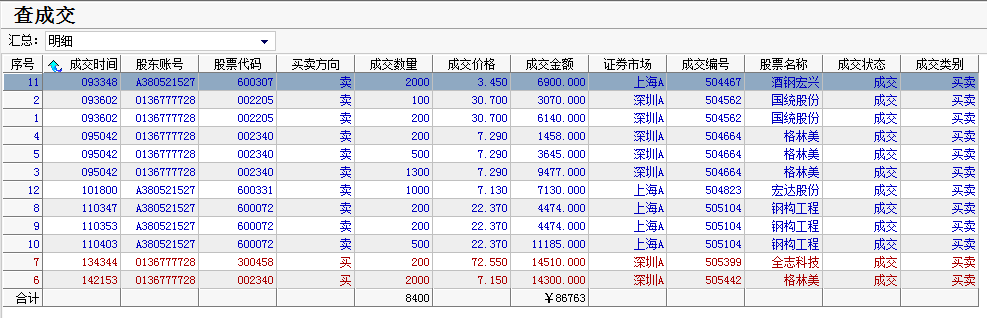 查成交
汇总: 明细
序号 成交时间 股东账号 股票代码 买卖方向 成交数量 成交价格 成交金额 证券市场 成交编号 股票名称 成交状态 成交类别
11 093348 A380521527 600307 卖 2000 3.450 6900.000 上海A 504467 酒钢宏兴 成交 买卖
2 093602 0136777728 002205 卖 100 30.700 3070.000 深圳A 504562 国统股份 成交 买卖
1 093602 0136777728 002205 卖 200 30.700 6140.000 深圳A 504562 国统股份 成交 买卖
4 095042 0136777728 002340 卖 200 7.290 1458.000 深圳A 504664 格林美 成交 买卖
5 095042 0136777728 002340 卖 500 7.290 3645.000 深圳A 504664 格林美 成交 买卖
3 095042 0136777728 002340 卖 1300 7.290 9477.000 深圳A 504664 格林美 成交 买卖
12 101800 A380521527 600331 卖 1000 7.130 7130.000 上海A 504823 宏达股份 成交 买卖
8 110347 A380521527 600072 卖 200 22.370 4474.000 上海A 505104 钢构工程 成交 买卖
9 110353 A380521527 600072 卖 200 22.370 4474.000 上海A 505104 钢构工程 成交 买卖
10 110403 A380521527 600072 卖 500 22.370 11185.000 上海A 505104 钢构工程 成交 买卖
7 134344 0136777728 300458 买 200 72.550 14510.000 深圳A 505399 全志科技 成交 买卖
6 142153 0136777728 002340 买 2000 7.150 14300.000 深圳A 505442 格林美 成交 买卖
合计 8400 ￥86763